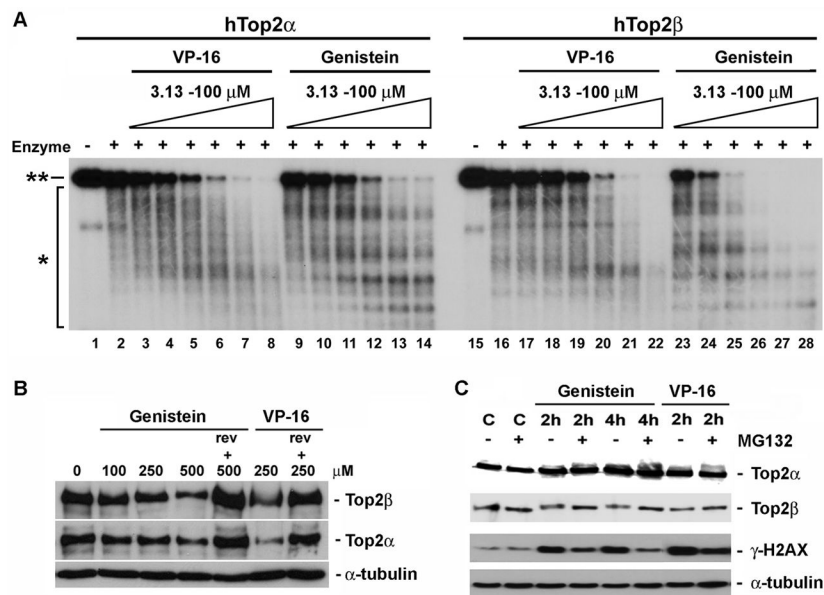 A
hTop2α hTop2β
VP-16 Genistein VP-16 Genistein
3.13 -100 μM 3.13 -100 μM 3.13 -100 μM 3.13 -100 μM
Enzyme - + + + + + + + + + + + + + - + + + + + + + + + + + + +
**
*
1 2 3 4 5 6 7 8 9 10 11 12 13 14 15 16 17 18 19 20 21 22 23 24 25 26 27 28
B
Genistein VP-16
rev rev
+ +
0 100 250 500 500 250 250 μM
- Top2β
- Top2α
- α-tubulin
C
Genistein VP-16
C C 2h 2h 4h 4h 2h 2h
- + - + - + - + MG132
- Top2α
- Top2β
- γ-H2AX
- α-tubulin